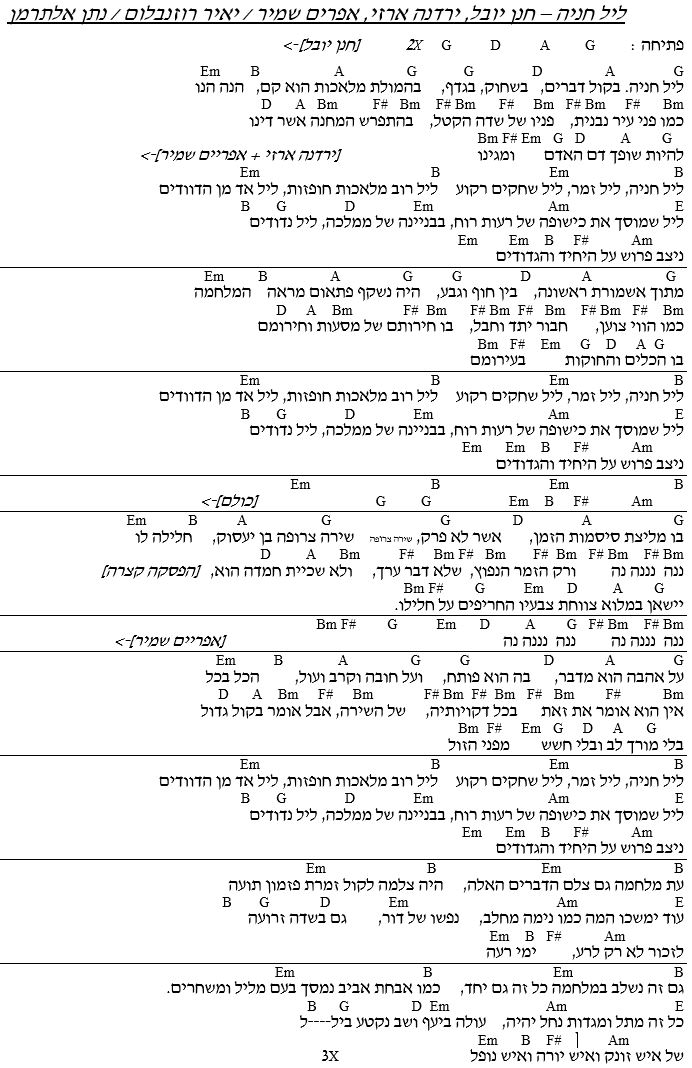 ליל חניה – חנן יובל, ירדנה ארזי, אפרים שמיר / יאיר רוזנבלום / נתן אלתרמן
פתיחה : G A D G 2X [חנן יובל]->
G A D G G A B Em
ליל חניה. בקול דברים, בשחוק, בגדף, בהמולת מלאכות הוא קם, הנה הנו
Bm F# Bm F# Bm F# Bm F# Bm F# Bm A D
כמו פני עיר נבנית, פניו של שדה הקטל, בהתפרש המחנה אשר דינו
G A D G Em F# Bm
להיות שופך דם האדם ומגינו [ירדנה ארזי + אפריים שמיר]->
B Em B Em
ליל חניה, ליל זמר, ליל שחקים רקוע ליל רוב מלאכות חופזות, ליל אד מן הדוודים
E Am Em D G B
ליל שמוסך את כישופה של רעות רוח, בבניינה של ממלכה, ליל נדודים
Am F# B Em Em
ניצב פרוש על היחיד והגדודים
G A D G G A B Em
מתוך אשמורת ראשונה, בין חוף וגבע, היה נשקף פתאום מראה המלחמה
Bm F# Bm F# Bm F# Bm F# Bm F# Bm A D
כמו הווי צוען, חבור יתד וחבל, בו חירותם של מסעות וחירומם
G A D G Em F# Bm
בו הכלים והחוקות בעירומם
B Em B Em
ליל חניה, ליל זמר, ליל שחקים רקוע ליל רוב מלאכות חופזות, ליל אד מן הדוודים
E Am Em D G B
ליל שמוסך את כישופה של רעות רוח, בבניינה של ממלכה, ליל נדודים
Am F# B Em Em
ניצב פרוש על היחיד והגדודים
B Em B Em
Am F# B Em G G [כולם]->
G A D G G A B Em
בו מליצת סיסמות הזמן, אשר לא פרק, שירה צרופה שירה צרופה בן יעסוק, חלילה לו
Bm F# Bm F# Bm F# Bm F# Bm F# Bm A D
ננה נננה נה ורק הזמר הנפוץ, שלא דבר ערך, ולא שכיית חמדה הוא, [הפסקה קצרה]
G A D Em G F# Bm
יישאן במלוא צווחת צבעיו החריפים על חלילו.
Bm F# Bm F# G A D Em G F# Bm
ננה נננה נה ננה נננה נה [אפריים שמיר]->
G A D G G A B Em
על אהבה הוא מדבר, בה הוא פותח, ועל חובה וקרב ועול, הכל בכל
Bm F# Bm F# Bm F# Bm F# Bm F# Bm A D
אין הוא אומר את זאת בכל דקויותיה, של השירה, אבל אומר בקול גדול
G A D G Em F# Bm
בלי מורך לב ובלי חשש מפני הזול
B Em B Em
ליל חניה, ליל זמר, ליל שחקים רקוע ליל רוב מלאכות חופזות, ליל אד מן הדוודים
E Am Em D G B
ליל שמוסך את כישופה של רעות רוח, בבניינה של ממלכה, ליל נדודים
Am F# B Em Em
ניצב פרוש על היחיד והגדודים
B Em B Em
עת מלחמה גם צלם הדברים האלה, היה צלמה לקול זמרת פזמון תועה
E Am Em D G B
עוד ימשכו המה כמו נימה מחלב, נפשו של דור, גם בשדה זרועה
Am F# B Em
לזכור לא רק לרע, ימי רעה
B Em B Em
גם זה נשלב במלחמה כל זה גם יחד, כמו אבחת אביב נמסך בעם מליל ומשחרים.
E Am Em D G B
כל זה מתל ומגדות נחל יהיה, עולה ביעף ושב נקטע ביל----ל
Am ] F# B Em
של איש זונק ואיש יורה ואיש נופל 3X